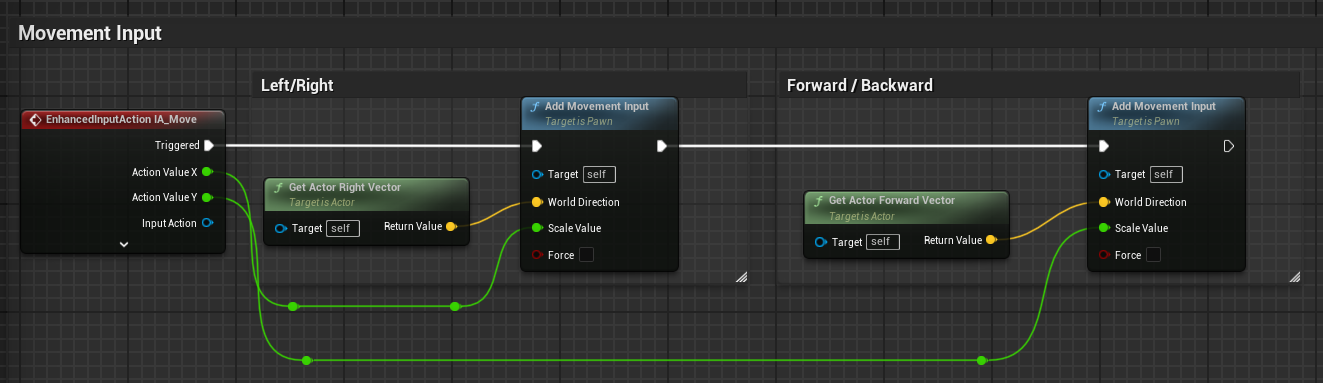 Movement Input
Left/Right
Forward / Backward
EnhancedInputAction IA_Move
Triggered
Action Value X
Action Value Y
Input Action
Get Actor Right Vector
Target is Actor
Target self
Return Value
Add Movement Input
Target is Pawn
Target self
World Direction
Scale Value
Force
Get Actor Forward Vector
Target is Actor
Target self
Return Value
Add Movement Input
Target is Pawn
Target self
World Direction
Scale Value
Force